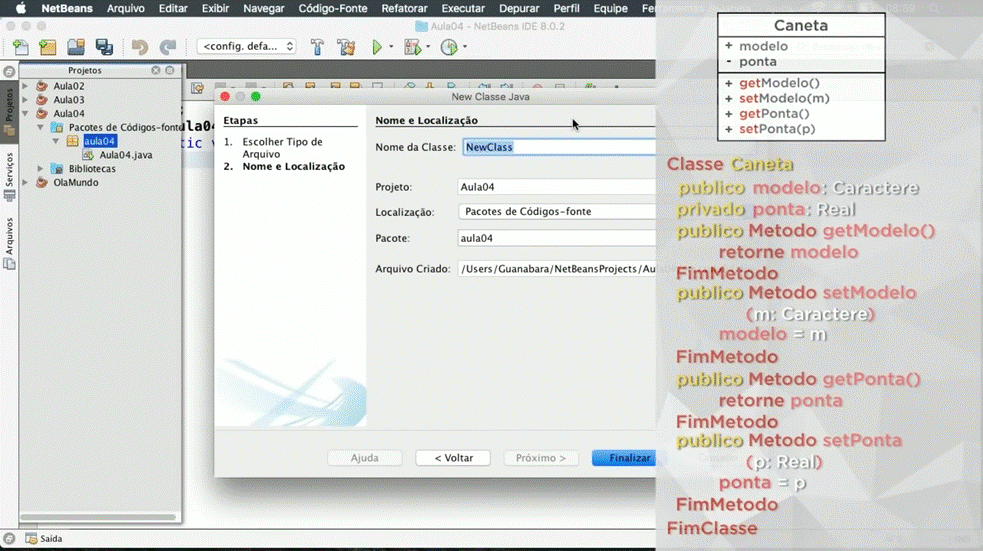 NetBeans Arquivo Editar Exibir Navegar Código-Fonte Refatorar Executar Depurar Perfil Equipe
Aula04 - NetBeans IDE 8.0.2
<config. defa...
Projetos
Aula02
Aula03
Aula04
Pacotes de Códigos-fonte
aula04
Aula04.java
Bibliotecas
OlaMundo
Projetos
Serviços
Arquivos
Saída
New Classe Java
Etapas
1. Escolher Tipo de
Arquivo
2. Nome e Localização
Nome e Localização
Nome da Classe: NewClass
Projeto: Aula04
Localização: Pacotes de Códigos-fonte
Pacote: aula04
Arquivo Criado: /Users/Guanabara/NetBeansProjects/Au
Ajuda
< Voltar
Próximo >
Finalizar
Caneta
+ modelo
- ponta
+ getModelo()
+ setModelo(m)
+ getPonta()
+ setPonta(p)
Classe Caneta
publico modelo: Caractere
privado ponta: Real
publico Metodo getModelo()
retorne modelo
FimMetodo
publico Metodo setModelo
(m: Caractere)
modelo = m
FimMetodo
publico Metodo getPonta()
retorne ponta
FimMetodo
publico Metodo setPonta
(p: Real)
ponta = p
FimMetodo
FimClasse